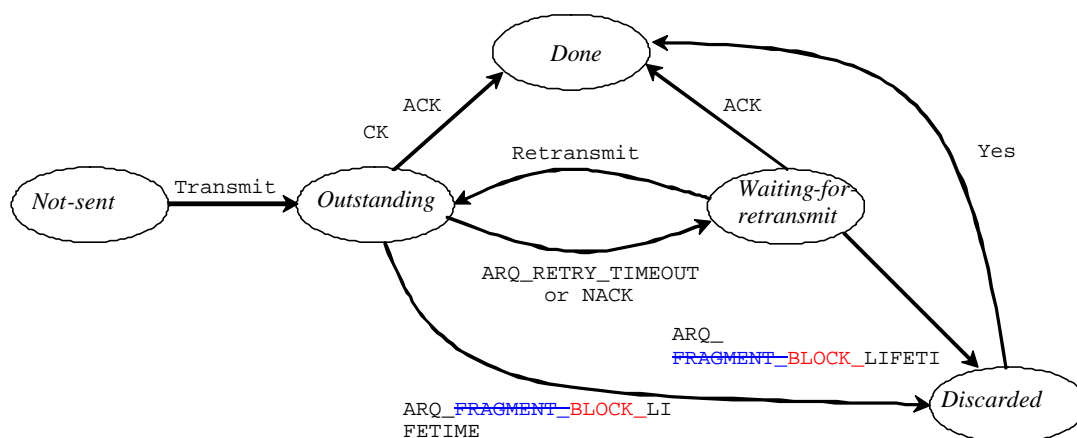 Done
ACK
CK
ACK
Yes
Retransmit
Transmit
Not-sent
Outstanding
Waiting-for-
retransmit
ARQ_RETRY_TIMEOUT
or NACK
ARQ_
FRAGMENT_BLOCK_LIFETI
ARQ_FRAGMENT_BLOCK_LI
FETIME
Discarded